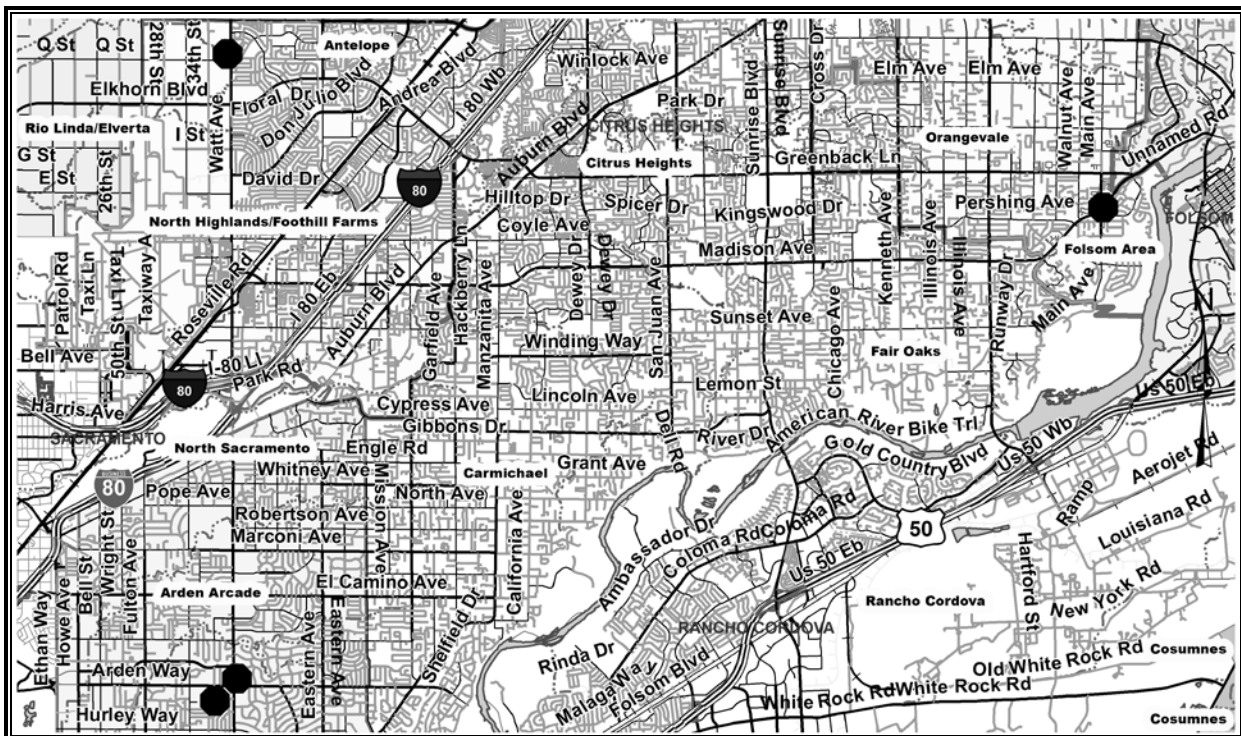 Q St
Q St
28th St
34th St
Antelope
Winlock Ave
Sunrise Blvd
Sunrise Blvd
Cross Dr
Elm Ave
Elm Ave
Elkhorn Blvd
Floral Dr
Don Julio Blvd
Andrea Blvd
I 80 Wb
Auburn Blvd
Park Dr
CITRUS HEIGHTS
Walnut Ave
Main Ave
Rio Linda/Elverta
I St
Watt Ave
Orangevale
Unnamed Rd
G St
E St
26th St
David Dr
80
Citrus Heights
Greenback Ln
Hilltop Dr
Spicer Dr
Kingswood Dr
Pershing Ave
FOLSOM
North Highlands/Foothill Farms
Coyle Ave
Madison Ave
Folsom Area
Patrol Rd
Taxi Ln
Taxi Ln
50th St
Taxiway A
Roseville Rd
I 80 Eb
Auburn Blvd
Garfield Ave
Hackberry Ln
Manzanita Ave
Dewey Dr
Dewey Dr
San Juan Ave
Kenneth Ave
Illinois Ave
Illinois Ave
Runway Dr
Main Ave
N
Sunset Ave
Chicago Ave
Bell Ave
Winding Way
Fair Oaks
I-80 Ll
Park Rd
80
Lemon St
Us 50 Eb
Harris Ave
Cypress Ave
Lincoln Ave
SACRAMENTO
Gibbons Dr
Dell Rd
River Dr
American River Bike Trl
North Sacramento
Engle Rd
Gold Country Blvd
Us 50 Wb
Whitney Ave
Mission Ave
Carmichael
Grant Ave
Aerojet Rd
BUSINESS
80
Pope Ave
North Ave
Ramp
Louisiana Rd
Robertson Ave
California Ave
Ambassador Dr
Coloma Rd
Coloma Rd
50
Bell St
Wright St
Marconi Ave
Us 50 Eb
Hartford St
Ethan Way
Howe Ave
Fulton Ave
El Camino Ave
New York Rd
Arden Arcade
Eastern Ave
Eastern Ave
Shelfield Dr
Rancho Cordova
RANCHO CORDOVA
Arden Way
Rinda Dr
Old White Rock Rd
Cosumnes
Malaga Way
Folsom Blvd
White Rock Rd
White Rock Rd
Hurley Way
Cosumnes